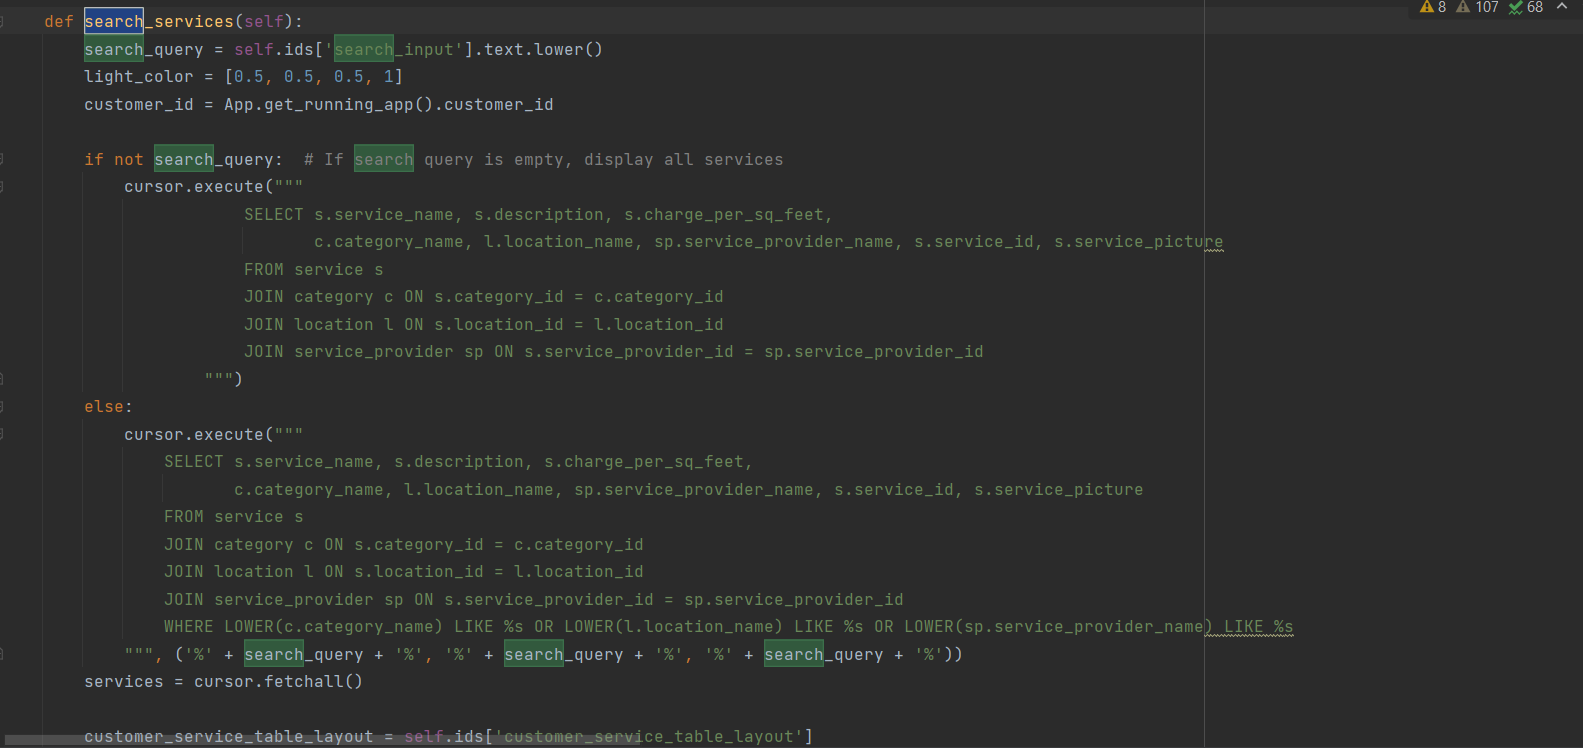 8 107 68
def search_services(self):
    search_query = self.ids['search_input'].text.lower()
    light_color = [0.5, 0.5, 0.5, 1]
    customer_id = App.get_running_app().customer_id

    if not search_query:  # If search query is empty, display all services
        cursor.execute("""
                    SELECT s.service_name, s.description, s.charge_per_sq_feet,
                           c.category_name, l.location_name, sp.service_provider_name, s.service_id, s.service_picture
                    FROM service s
                    JOIN category c ON s.category_id = c.category_id
                    JOIN location l ON s.location_id = l.location_id
                    JOIN service_provider sp ON s.service_provider_id = sp.service_provider_id
                """)
    else:
        cursor.execute("""
            SELECT s.service_name, s.description, s.charge_per_sq_feet,
                   c.category_name, l.location_name, sp.service_provider_name, s.service_id, s.service_picture
            FROM service s
            JOIN category c ON s.category_id = c.category_id
            JOIN location l ON s.location_id = l.location_id
            JOIN service_provider sp ON s.service_provider_id = sp.service_provider_id
            WHERE LOWER(c.category_name) LIKE %s OR LOWER(l.location_name) LIKE %s OR LOWER(sp.service_provider_name) LIKE %s
        """, ('%' + search_query + '%', '%' + search_query + '%', '%' + search_query + '%'))
    services = cursor.fetchall()

    customer_service_table_layout = self.ids['customer_service_table_layout']